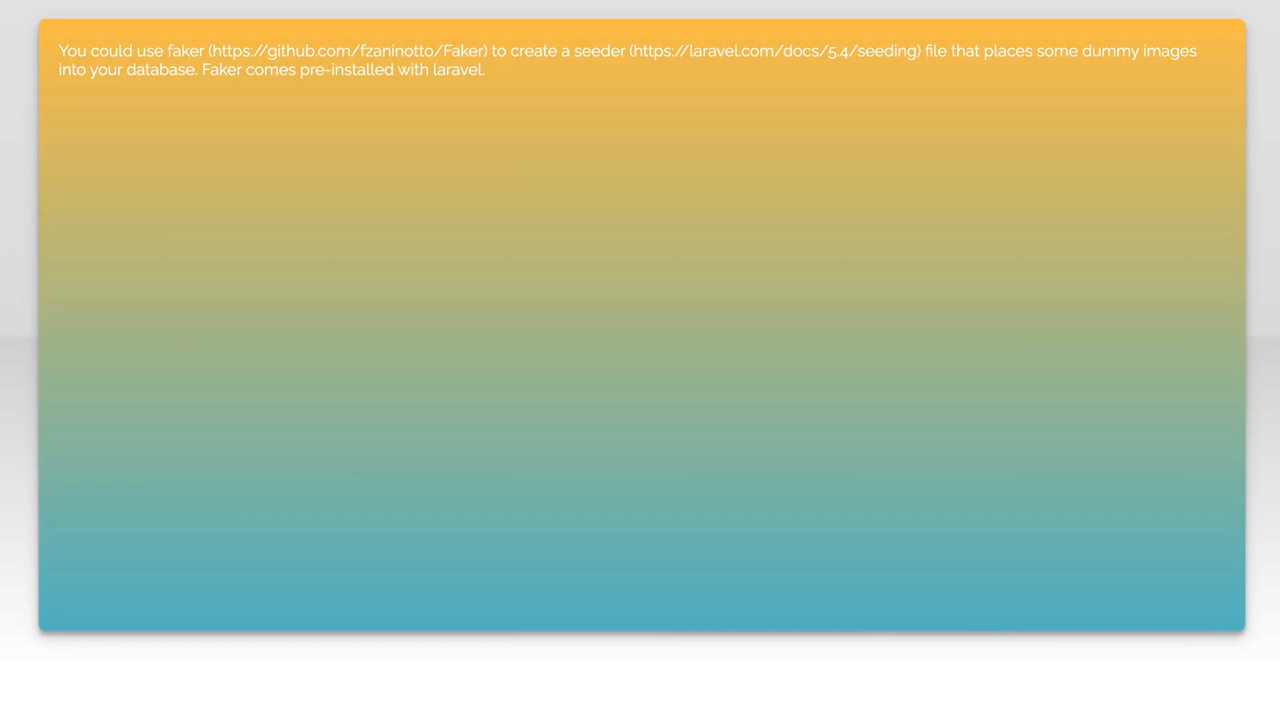 You could use faker (https://github.com/fzaninotto/Faker) to create a seeder (https://laravel.com/docs/5.4/seeding) file that places some dummy images
into your database. Faker comes pre-installed with laravel.